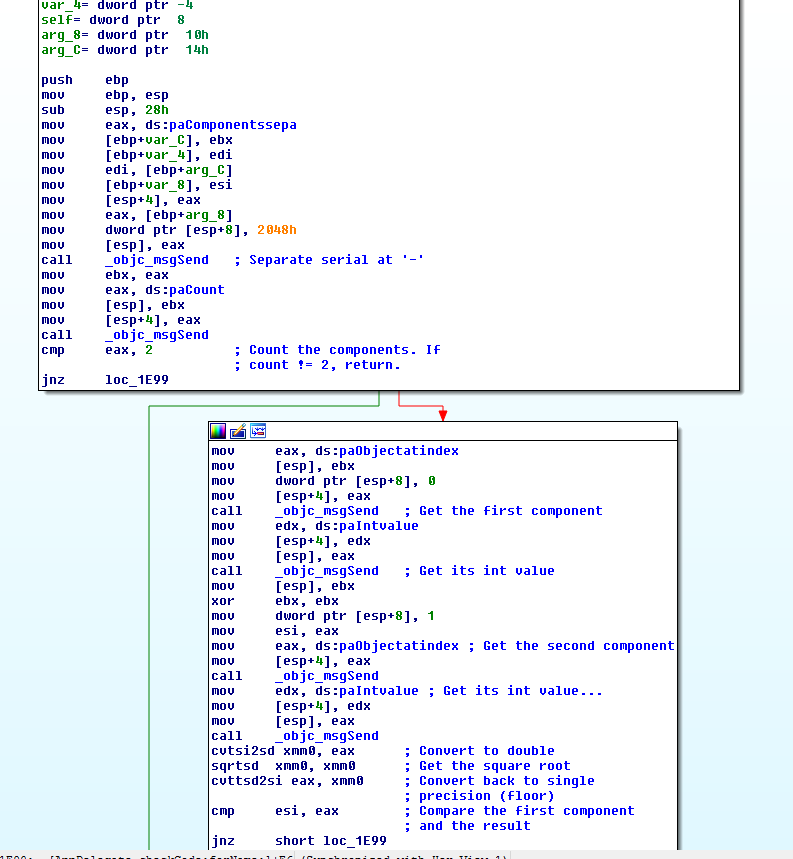 var_4= dword ptr -4
self= dword ptr  8
arg_8= dword ptr  10h
arg_C= dword ptr  14h
push    ebp
mov     ebp, esp
sub     esp, 28h
mov     eax, ds:paComponentssepa
mov     [ebp+var_C], ebx
mov     [ebp+var_4], edi
mov     edi, [ebp+arg_C]
mov     [ebp+var_8], esi
mov     [esp+4], eax
mov     eax, [ebp+arg_8]
mov     dword ptr [esp+8], 2048h
mov     [esp], eax
call    _objc_msgSend   ; Separate serial at '-'
mov     ebx, eax
mov     eax, ds:paCount
mov     [esp], ebx
mov     [esp+4], eax
call    _objc_msgSend
cmp     eax, 2          ; Count the components. If
; count != 2, return.
jnz     loc_1E99
mov     eax, ds:paObjectatindex
mov     [esp], ebx
mov     dword ptr [esp+8], 0
mov     [esp+4], eax
call    _objc_msgSend   ; Get the first component
mov     edx, ds:paIntvalue
mov     [esp+4], edx
mov     [esp], eax
call    _objc_msgSend   ; Get its int value
mov     [esp], ebx
xor     ebx, ebx
mov     dword ptr [esp+8], 1
mov     esi, eax
mov     eax, ds:paObjectatindex ; Get the second component
mov     [esp+4], eax
call    _objc_msgSend
mov     edx, ds:paIntvalue ; Get its int value...
mov     [esp+4], edx
mov     [esp], eax
call    _objc_msgSend
cvtsi2sd xmm0, eax      ; Convert to double
sqrtsd  xmm0, xmm0      ; Get the square root
cvttsd2si eax, xmm0     ; Convert back to single
; precision (floor)
cmp     esi, eax        ; Compare the first component
; and the result
jnz     short loc_1E99